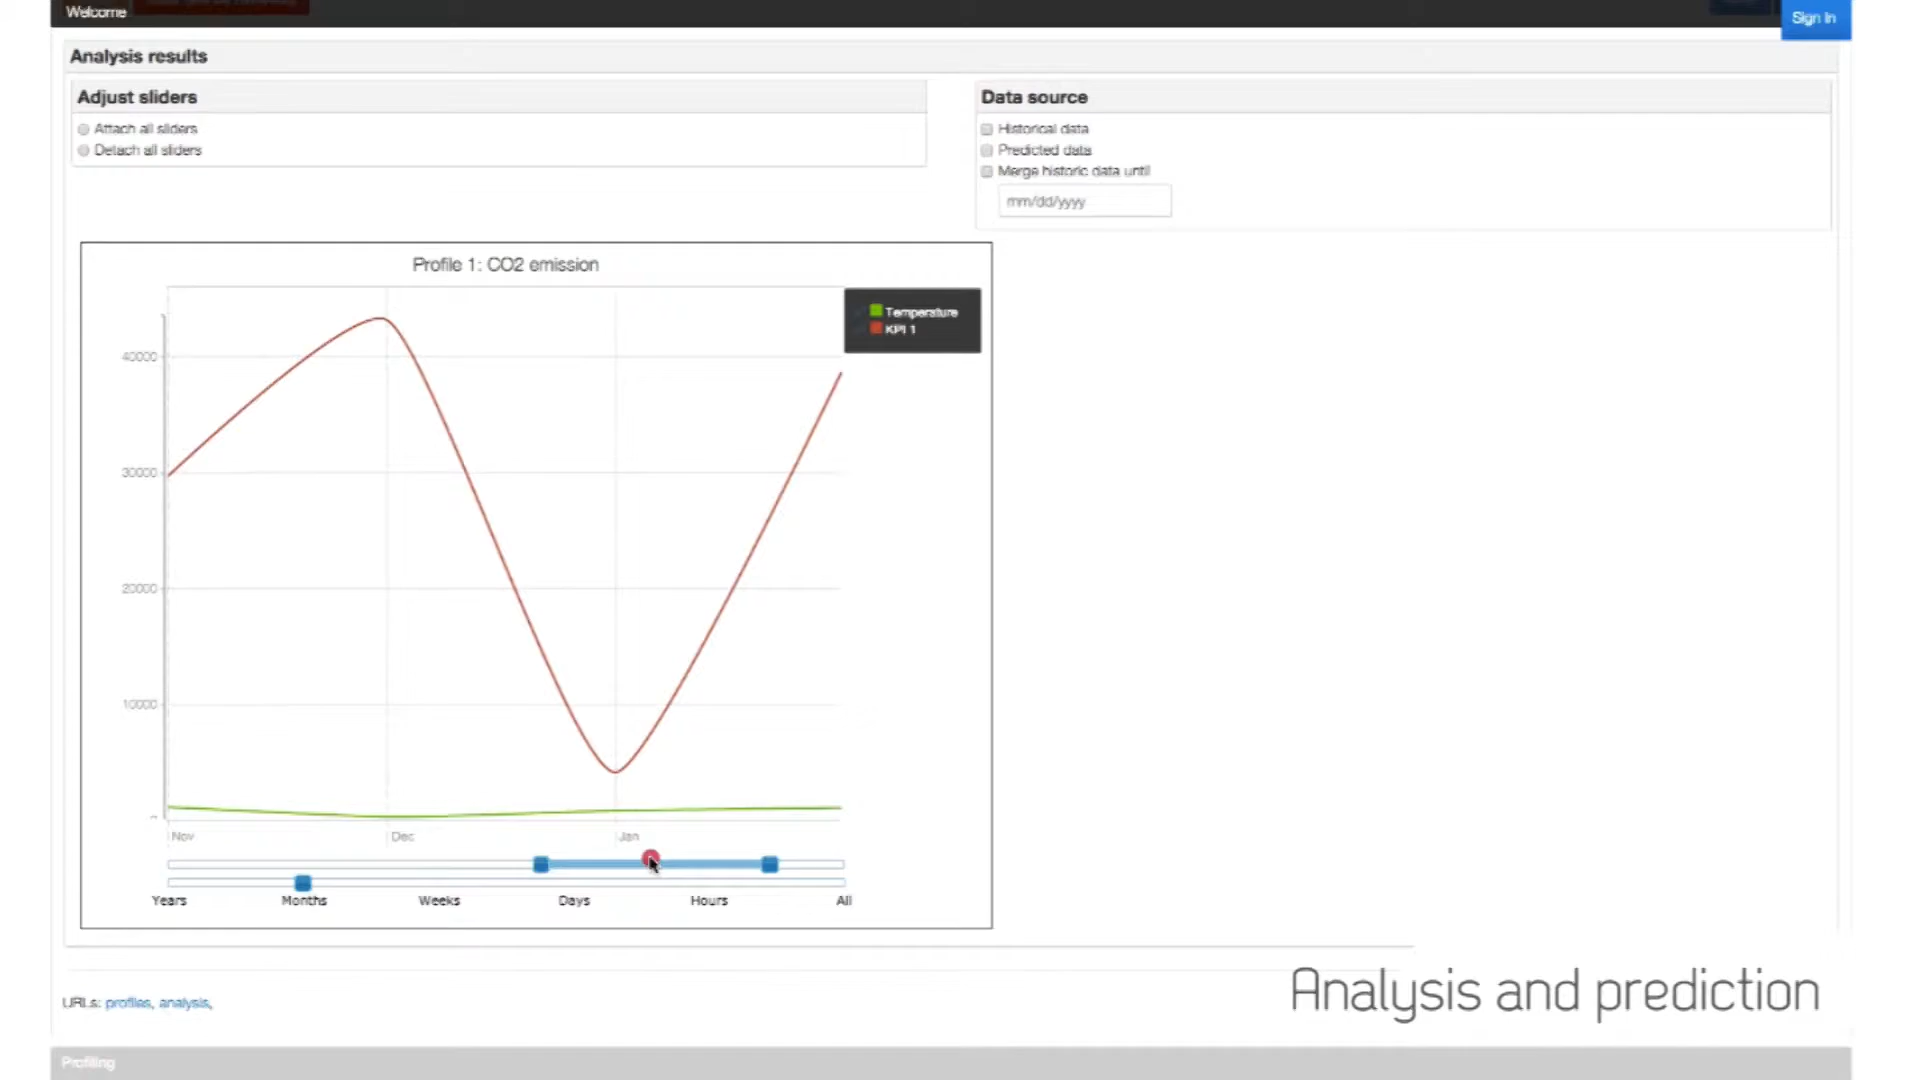 Welcome
Sign In
Analysis results
Adjust sliders
Data source
Attach all sliders
Detach all sliders
Historical data
Predicted data
Merge historic data until
mm/dd/yyyy
Profile 1: CO2 emission
Temperature
KPI 1
40000
30000
20000
10000
0
Nov Dec Jan
Years Months Weeks Days Hours All
URLs: profiles, analysis,
Analysis and prediction
Profiling